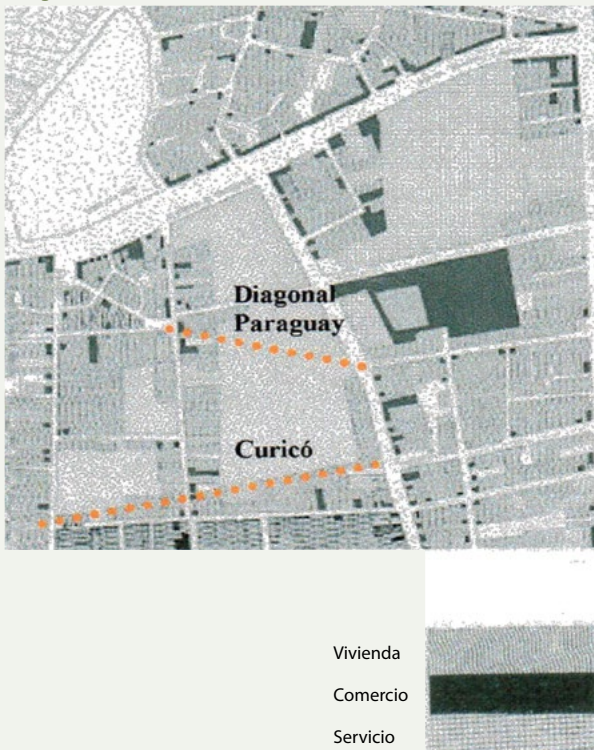 Diagonal
Paraguay
Curicó
Vivienda
Comercio
Servicio